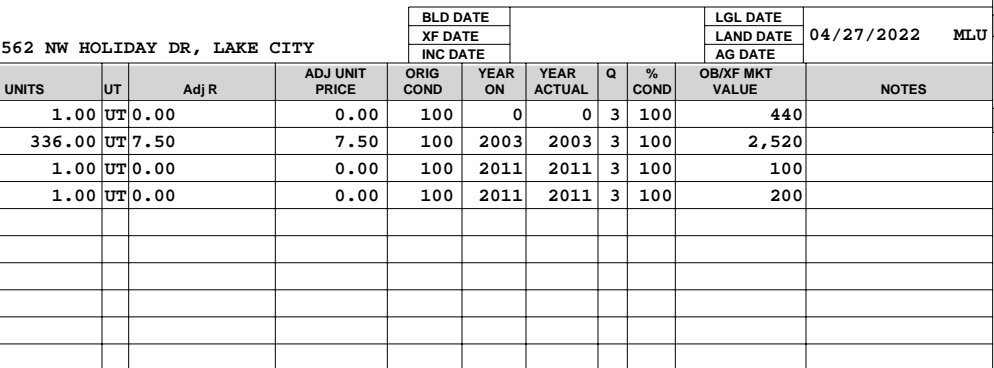 BLD DATE LGL DATE
XF DATE LAND DATE 04/27/2022 MLU
562 NW HOLIDAY DR, LAKE CITY
INC DATE AG DATE
UNITS UT Adj R ADJ UNIT PRICE ORIG COND YEAR ON YEAR ACTUAL Q % COND OB/XF MKT VALUE NOTES
1.00 UT 0.00 0.00 100 0 0 3 100 440
336.00 UT 7.50 7.50 100 2003 2003 3 100 2,520
1.00 UT 0.00 0.00 100 2011 2011 3 100 100
1.00 UT 0.00 0.00 100 2011 2011 3 100 200